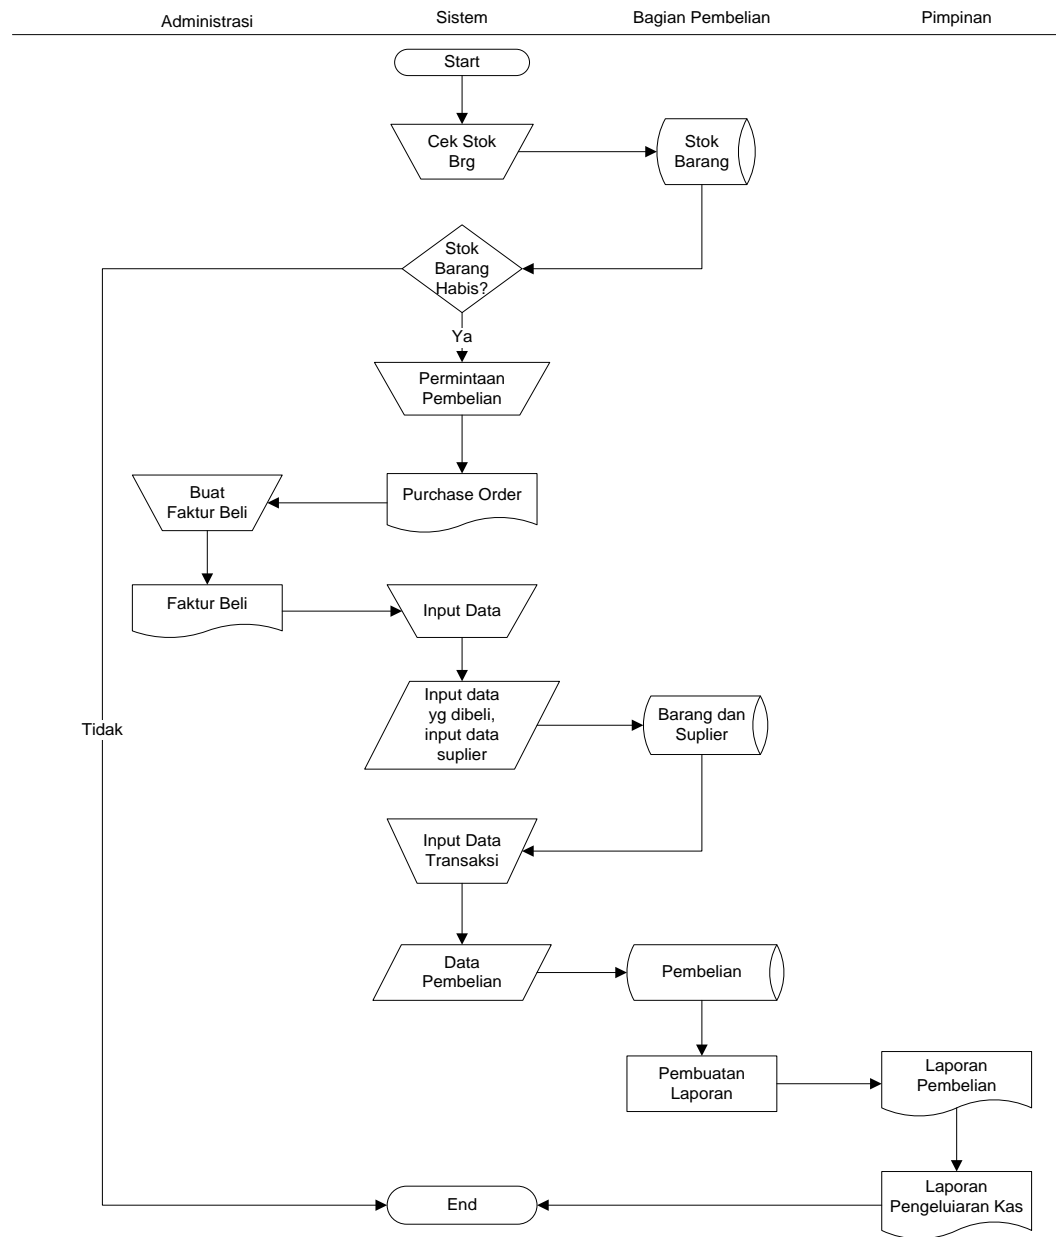 Administrasi
Sistem
Bagian Pembelian
Pimpinan
Start
Cek Stok
Brg
Stok
Barang
Stok
Barang
Habis?
Ya
Permintaan
Pembelian
Buat
Faktur Beli
Purchase Order
Faktur Beli
Input Data
Tidak
Input data
yg dibeli,
input data
suplier
Barang dan
Suplier
Input Data
Transaksi
Data
Pembelian
Pembelian
Pembuatan
Laporan
Laporan
Pembelian
End
Laporan
Pengeluiaran Kas